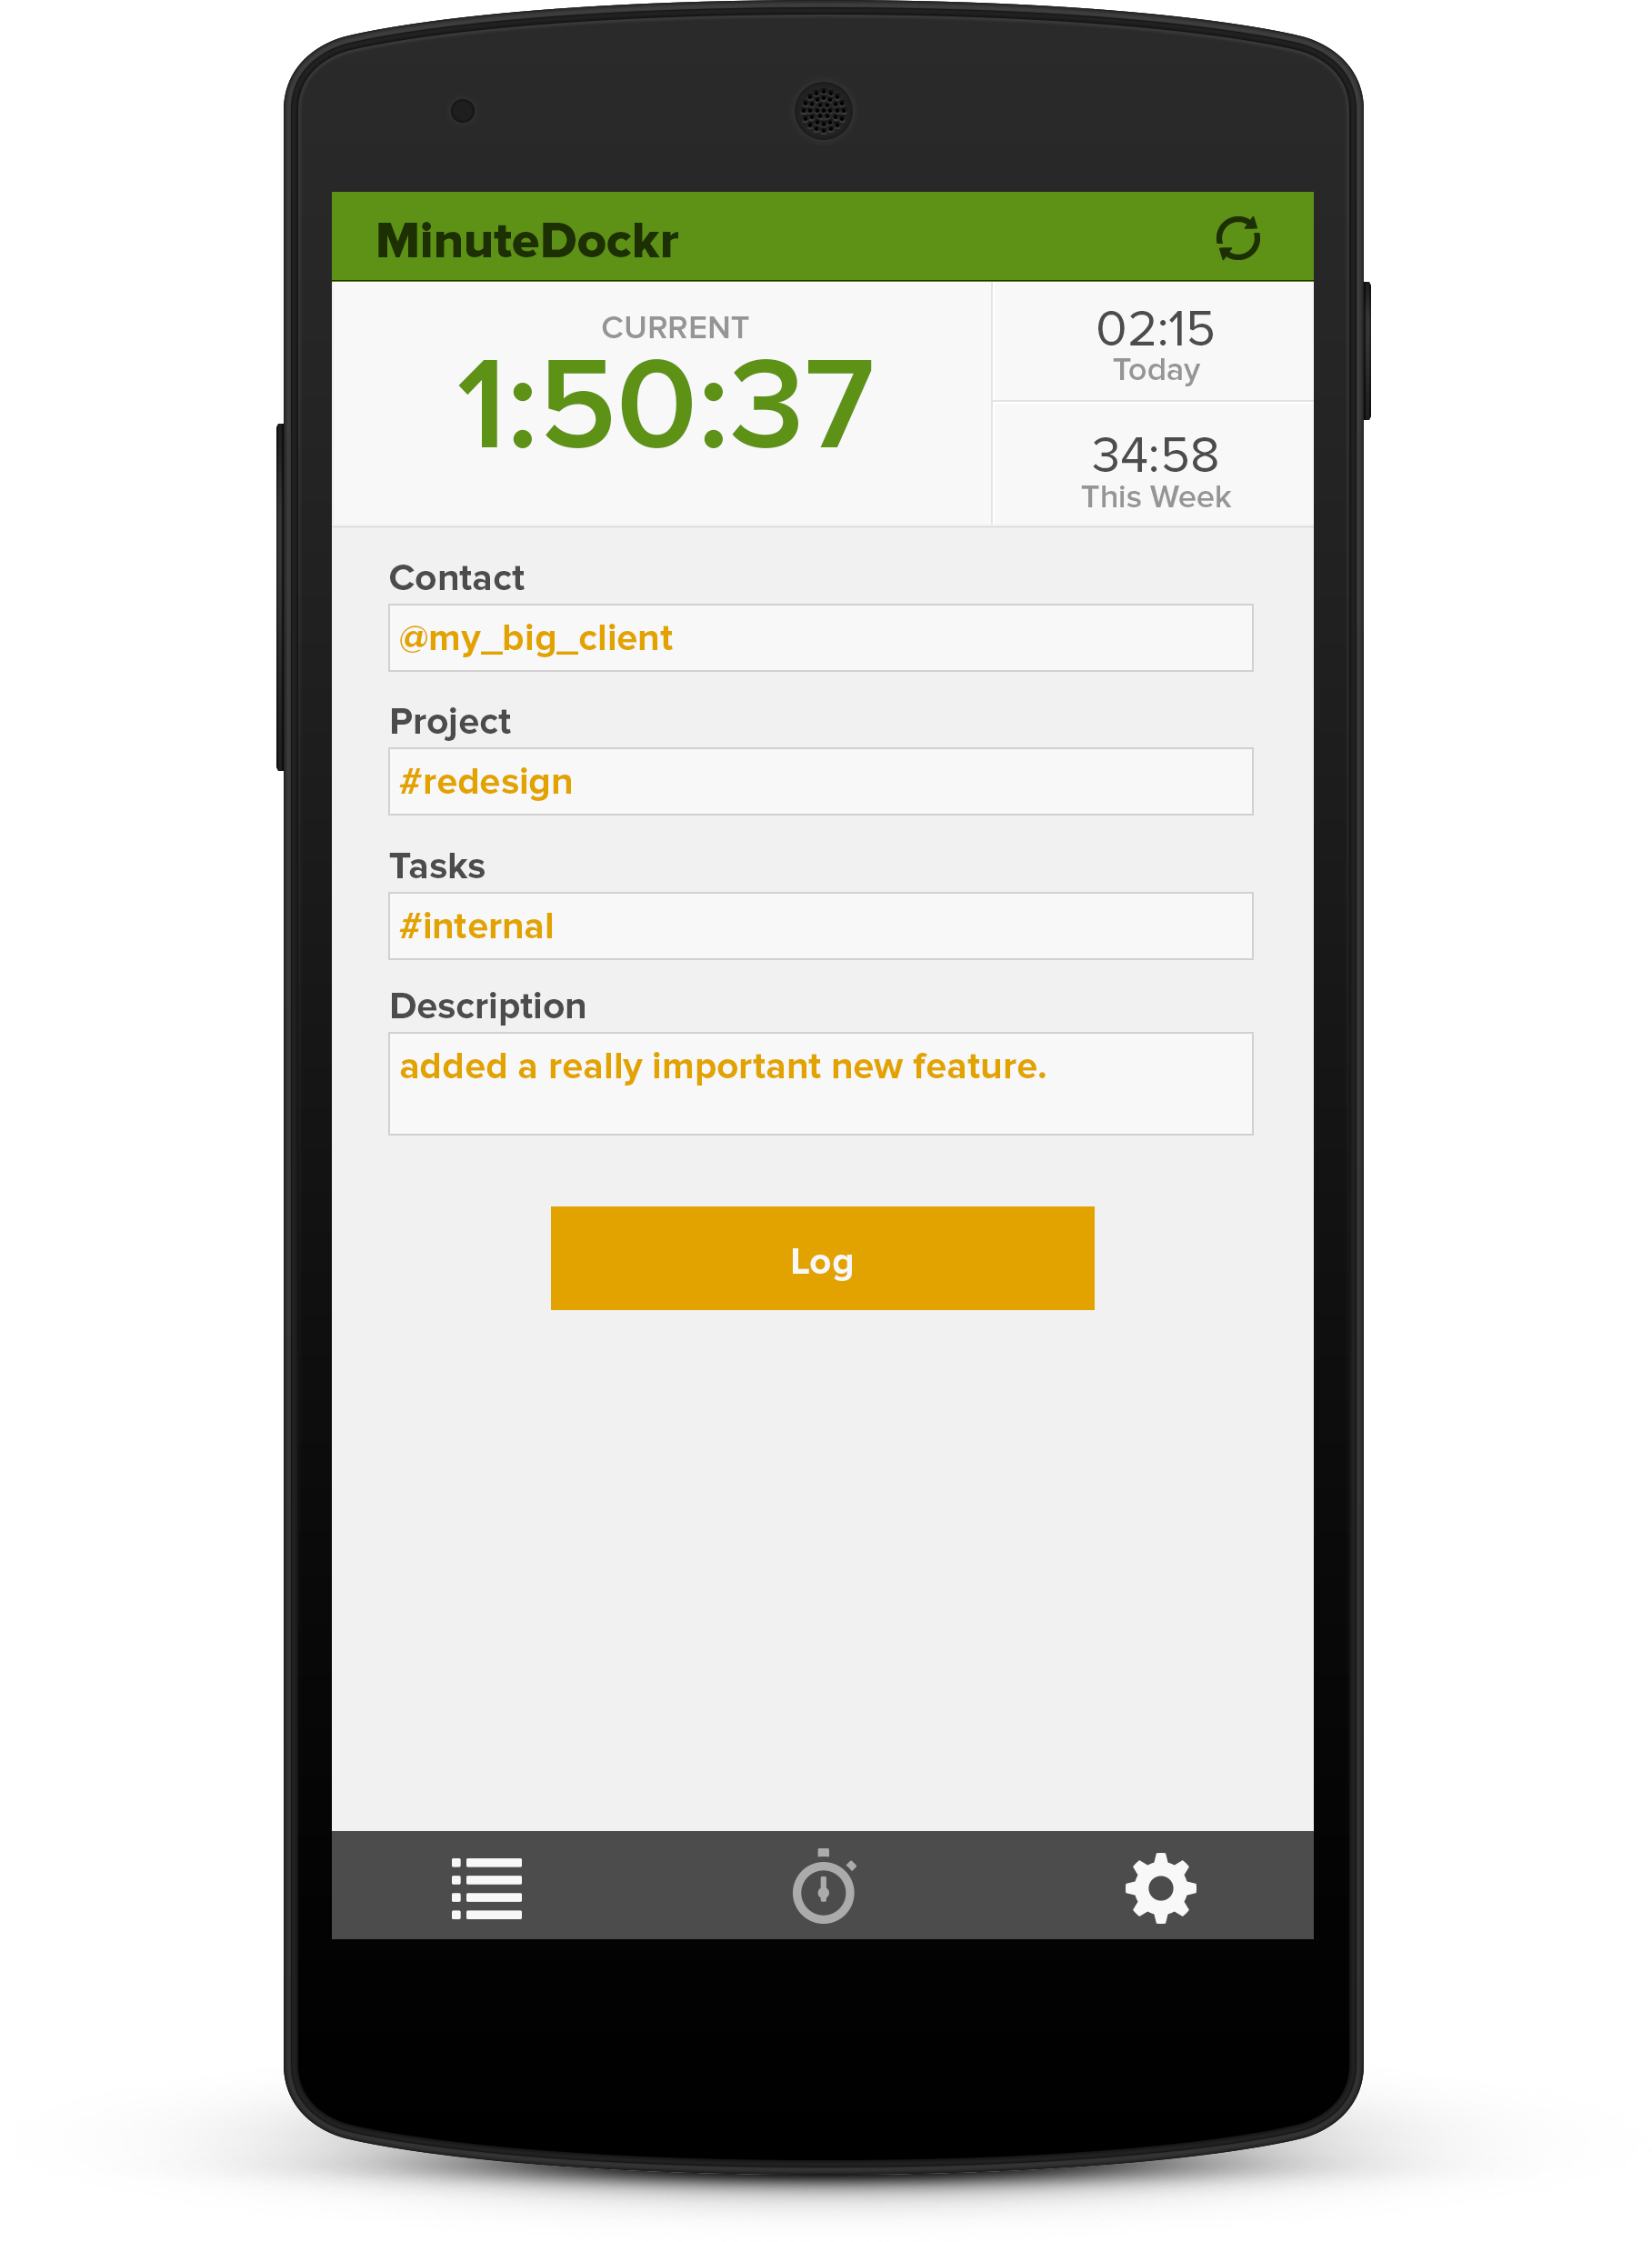 MinuteDockr
CURRENT
1:50:37
02:15
Today
34:58
This Week
Contact
@my_big_client
Project
#redesign
Tasks
#internal
Description
added a really important new feature.
Log